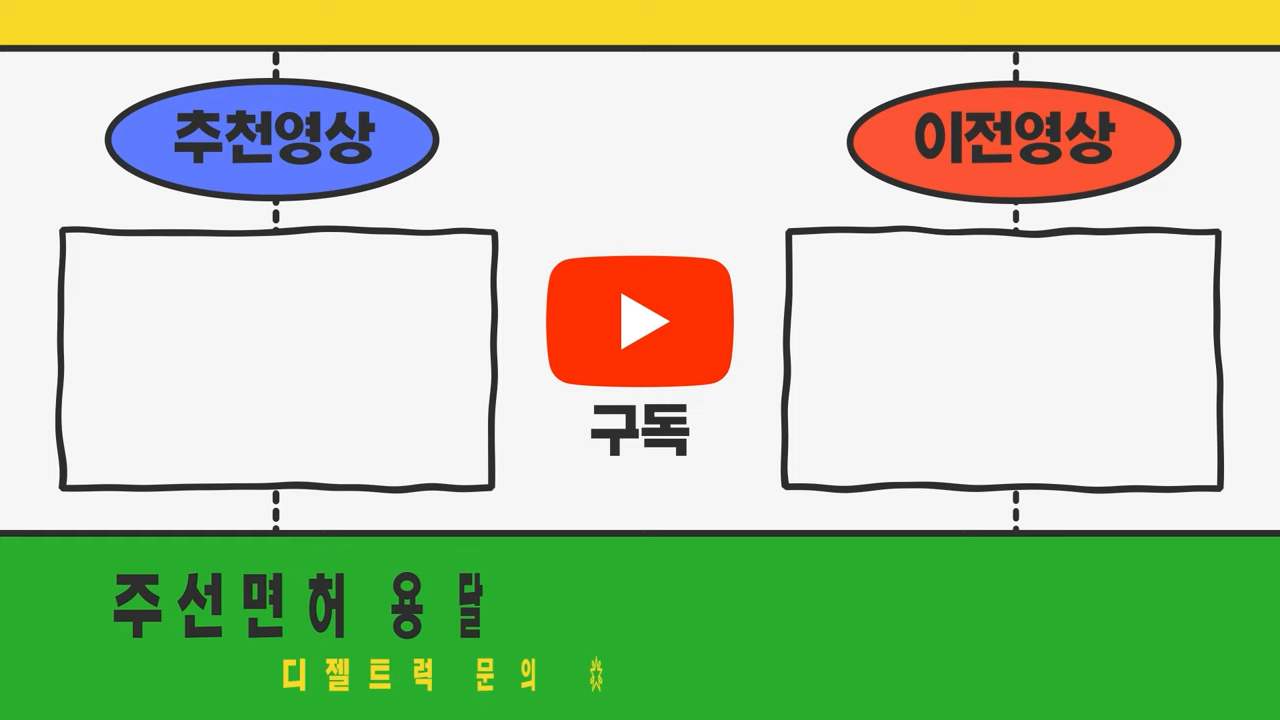 추천영상
이전영상
구독
주선면허 용달
디젤트럭 문의